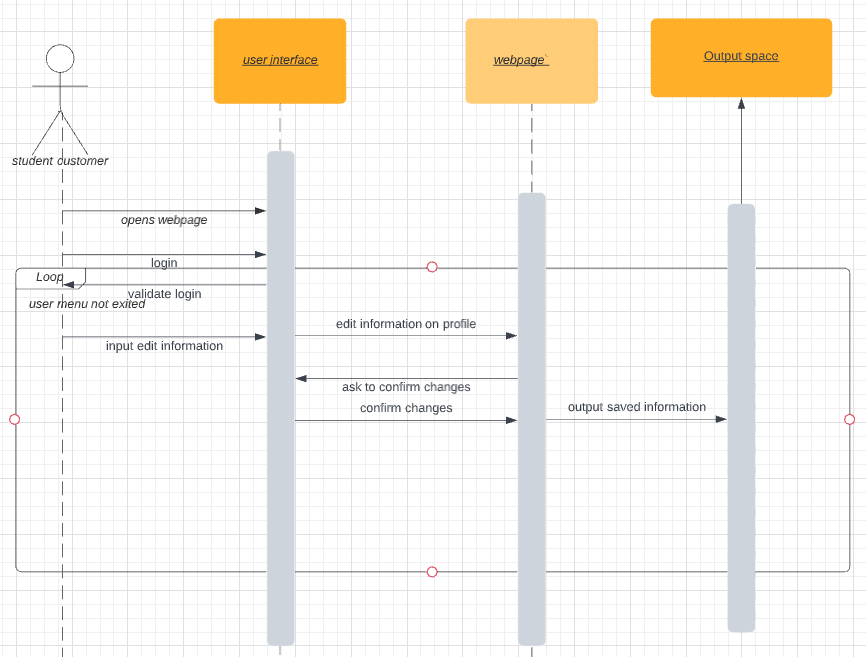 user interface
webpage`
Output space
student customer
opens webpage
login
Loop
validate login
user menu not exited
edit information on profile
input edit information
ask to confirm changes
confirm changes
output saved information